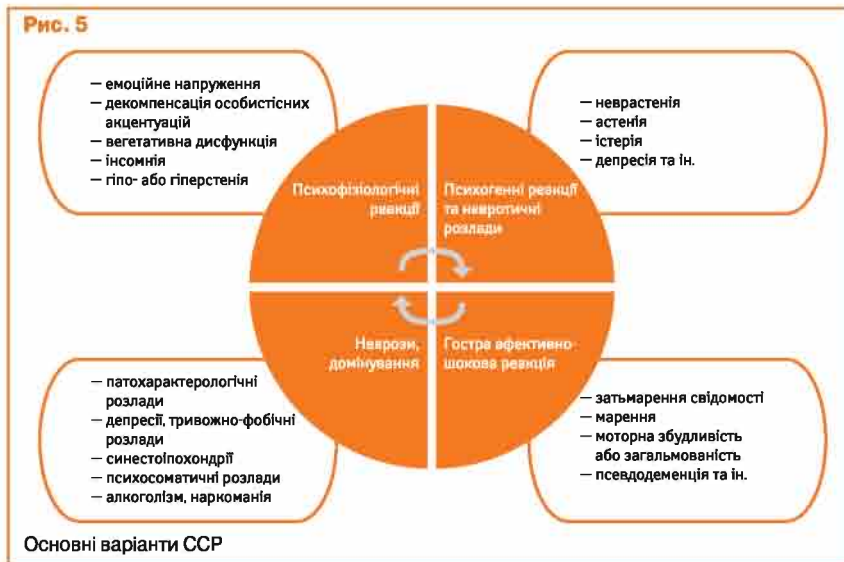 Рис. 5
— емоційне напруження
— декомпенсація особистісних
акцентуацій
— вегетативна дисфункція
— інсомнія
— гіпо- або гіперстенія
— неврастенія
— астенія
— істерія
— депресія та ін.
Психофізіологічні
реакції
Психогенні реакції
та невротичні
розлади
Неврози,
домінування
Гостра афективно-
шокова реакція
— патохарактерологічні
розлади
— депресії, тривожно-фобічні
розлади
— синестоіпохондрії
— психосоматичні розлади
— алкоголізм, наркоманія
— затьмарення свідомості
— марення
— моторна збудливість
або загальмованість
— псевдодеменція та ін.
Основні варіанти ССР